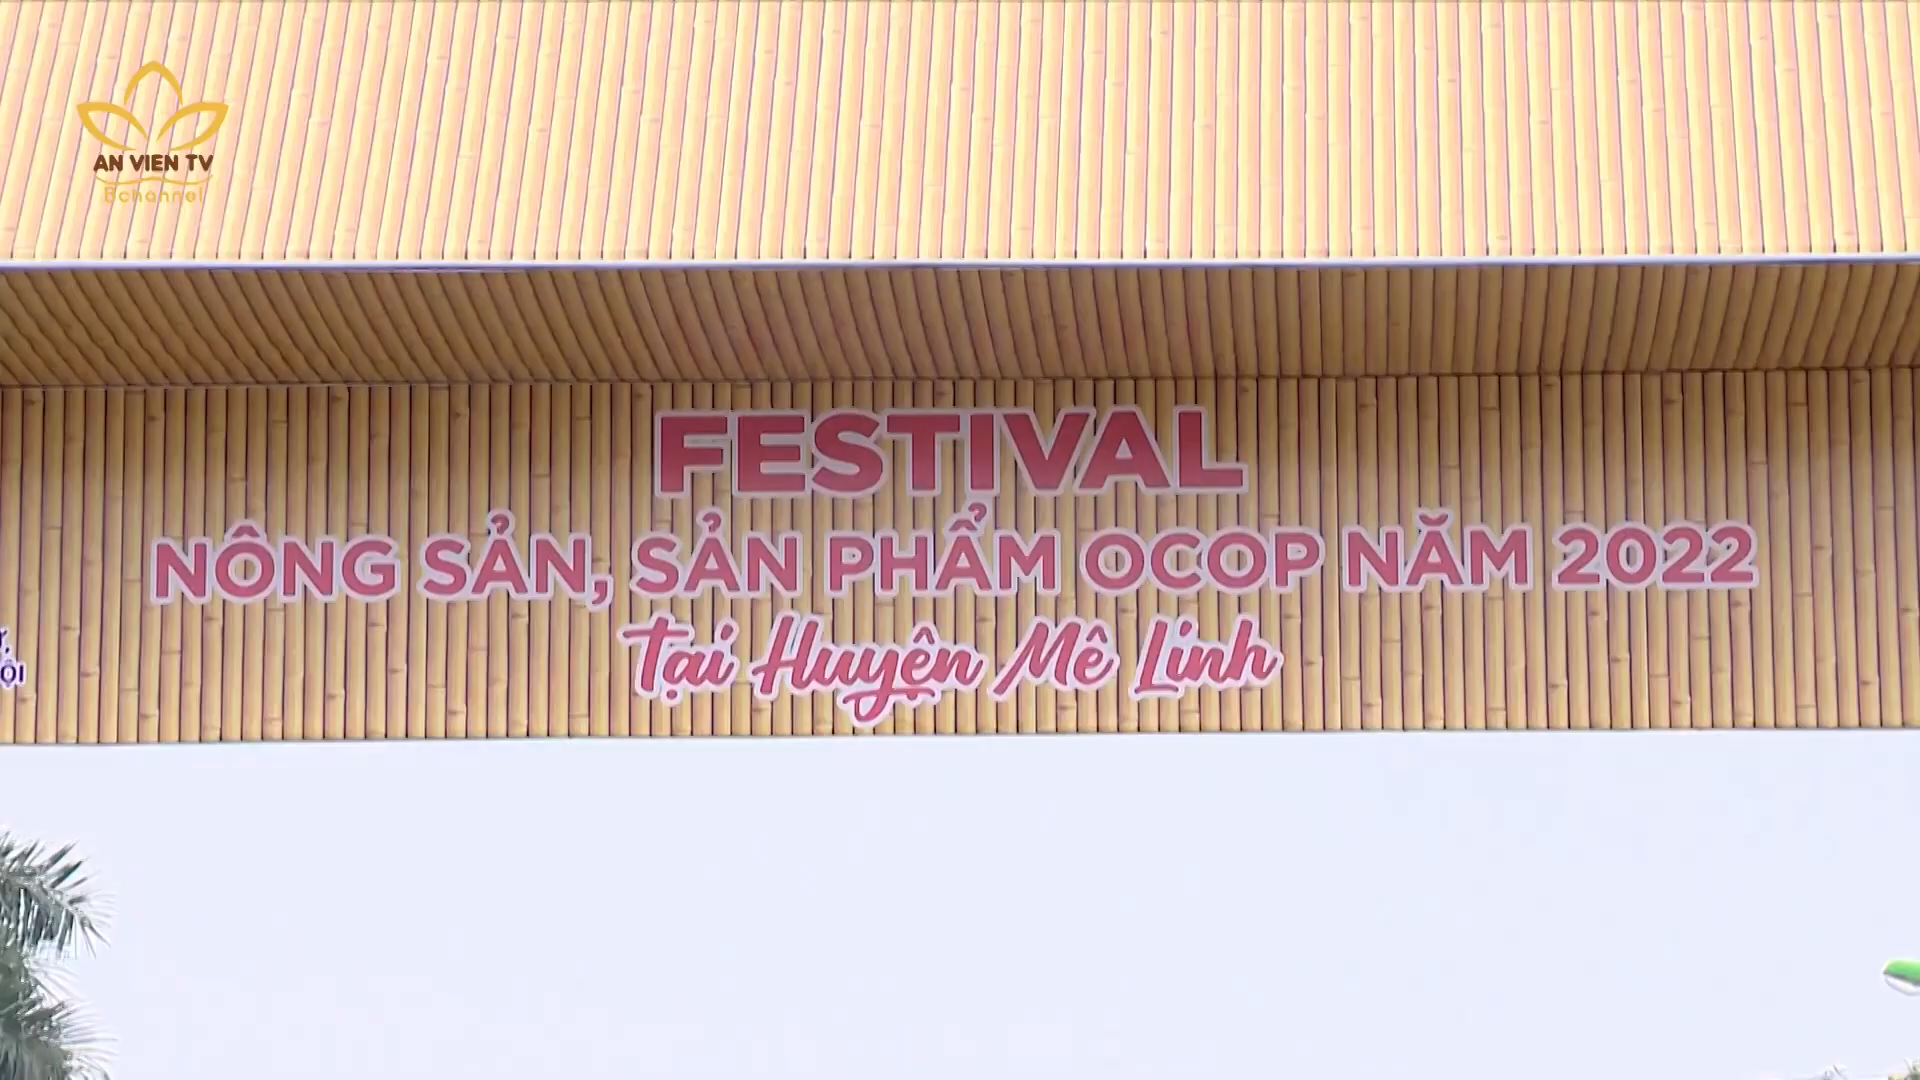 AN VIEN TV
Bchannel
FESTIVAL
NÔNG SẢN, SẢN PHẨM OCOP NĂM 2022
Tại Huyện Mê Linh